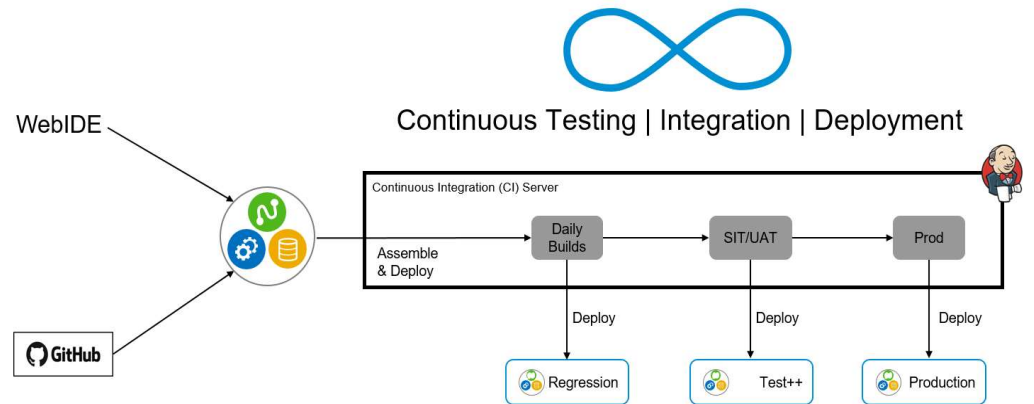 Continuous Testing | Integration | Deployment
WebIDE
Continuous Integration (CI) Server
Daily
Builds
SIT/UAT
Prod
Assemble
& Deploy
Deploy
Deploy
Deploy
GitHub
Regression
Test++
Production